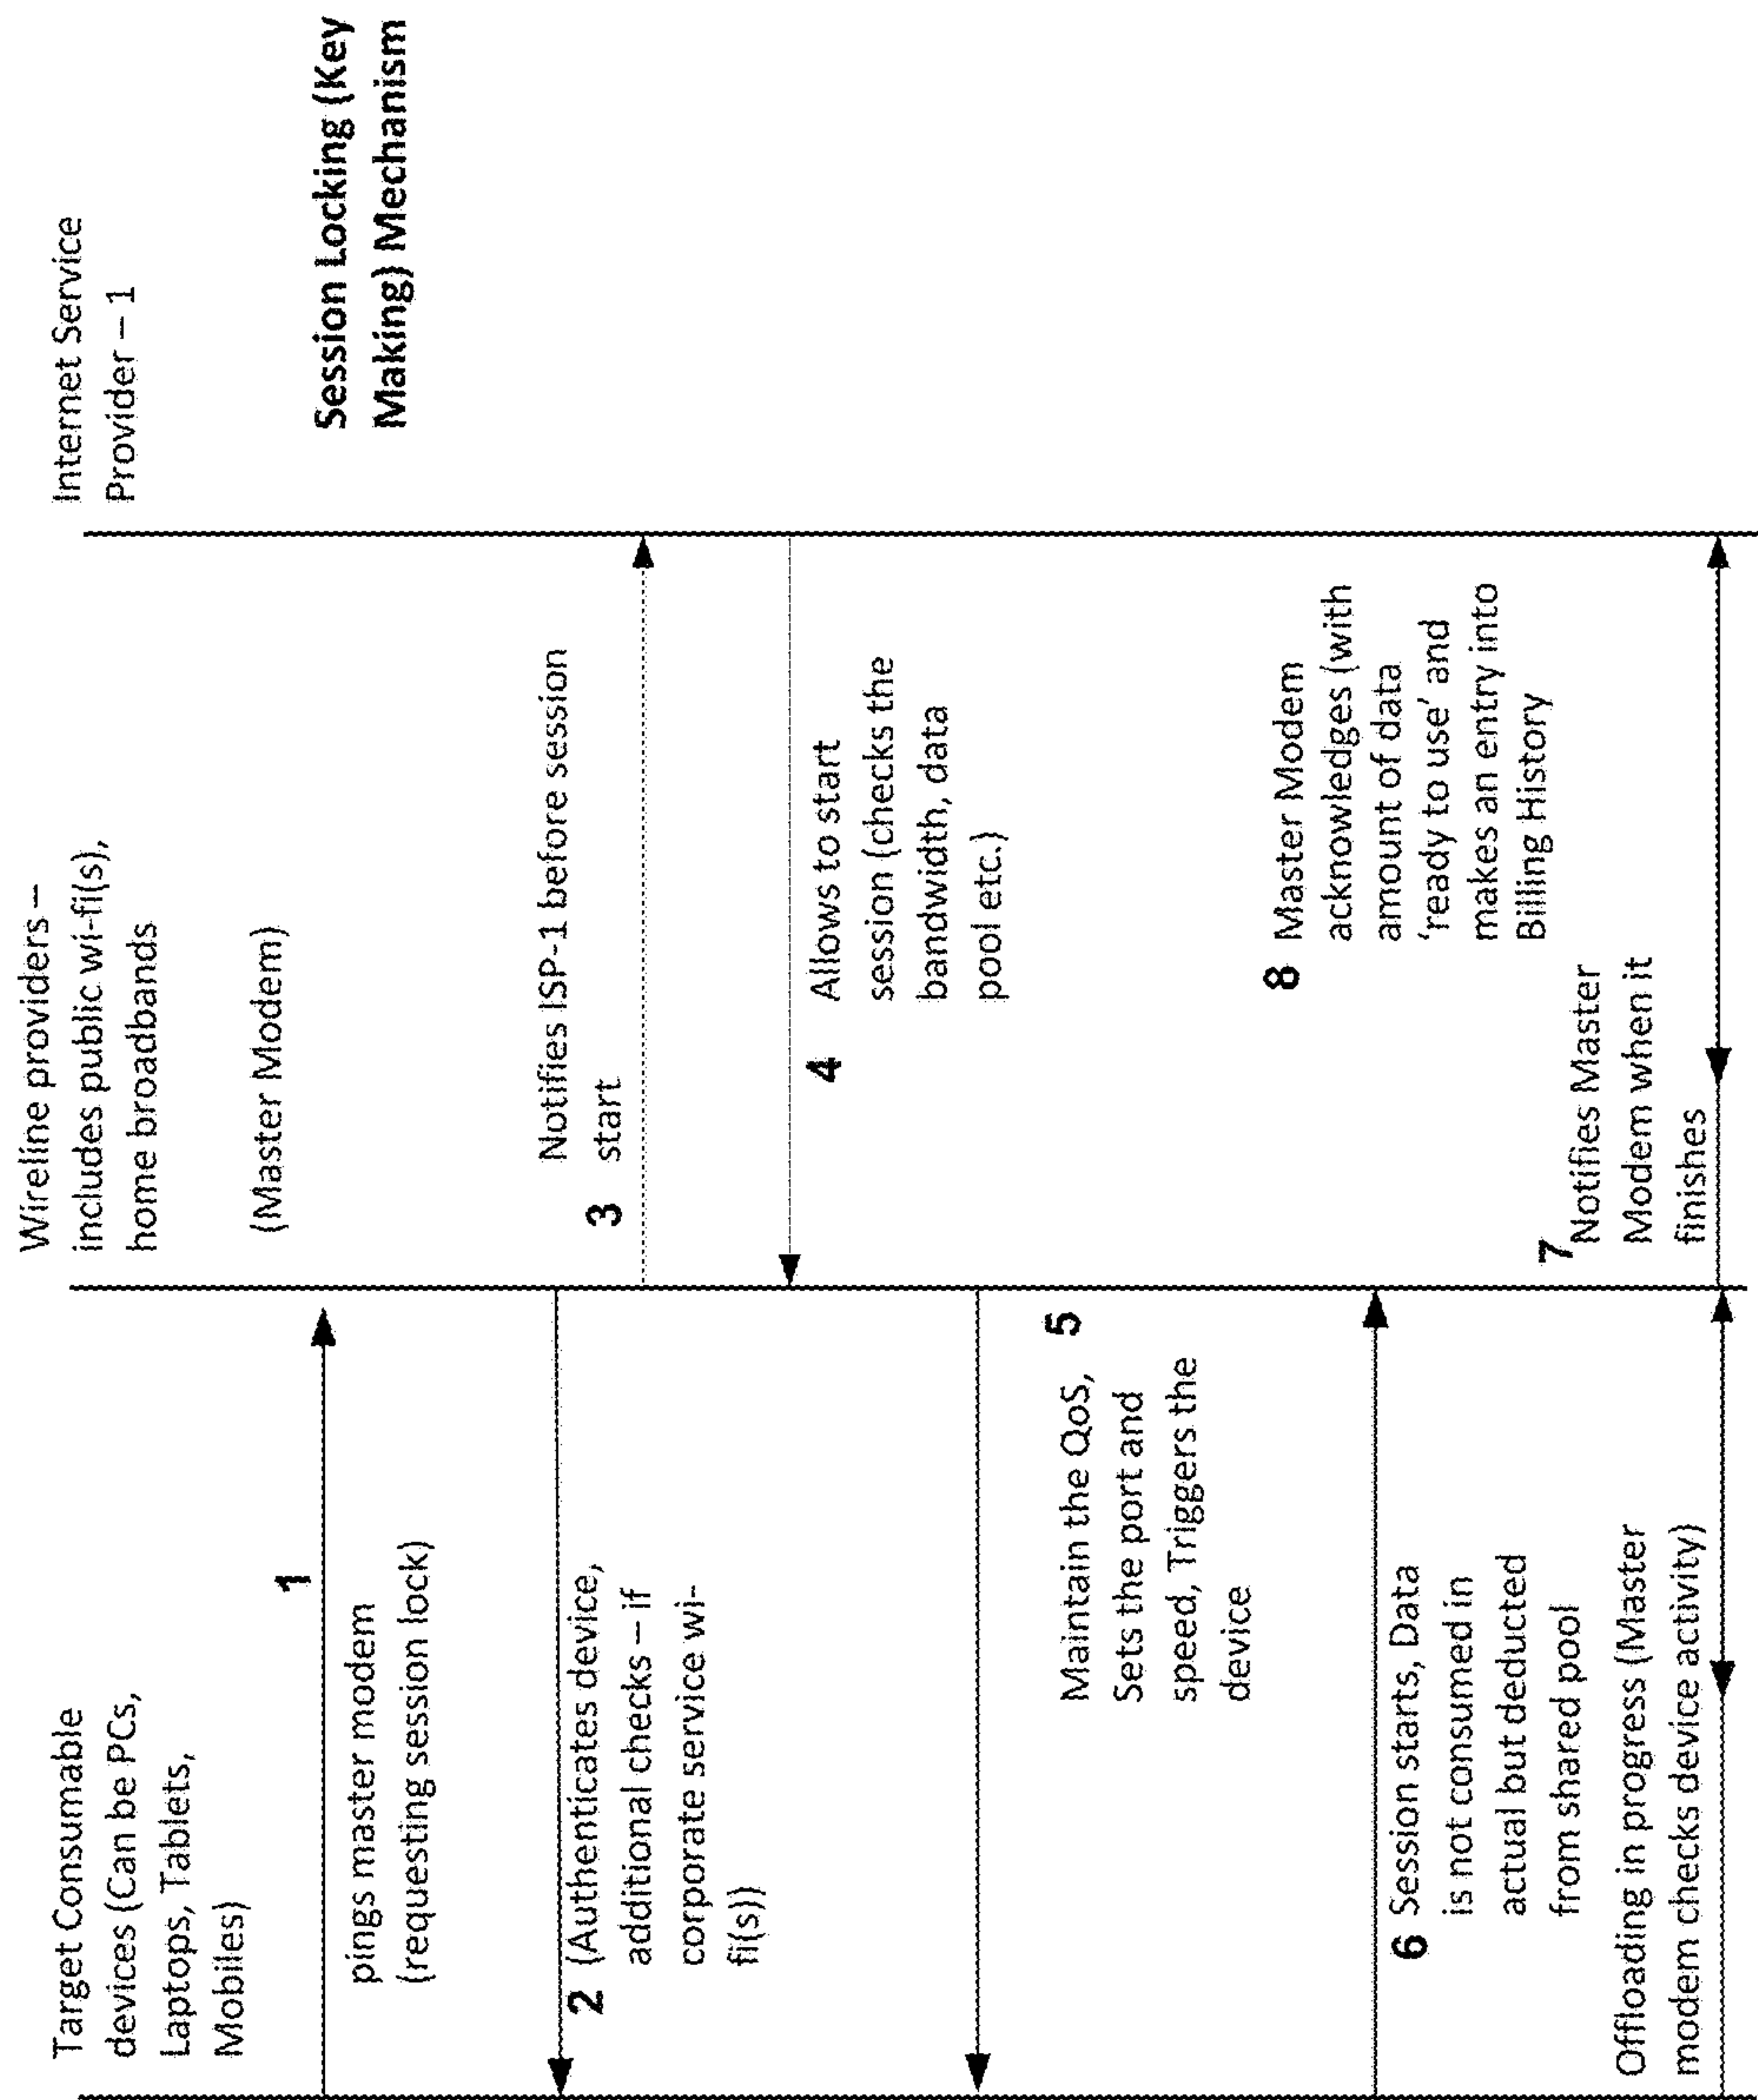 Target Consumable
devices (Can be PCs,
Laptops, Tablets,
Mobiles)
Wireline providers –
includes public wi-fi(s),
home broadbands
(Master Modem)
Internet Service
Provider – 1
Session Locking (Key
Making) Mechanism
1
pings master modem
(requesting session lock)
2 (Authenticates device,
additional checks – if
corporate service wi-
fi(s))
Notifies ISP-1 before session
3 start
4 Allows to start
session (checks the
bandwidth, data
pool etc.)
Maintain the QoS, 5
Sets the port and
speed, Triggers the
device
6 Session starts, Data
is not consumed in
actual but deducted
from shared pool
Offloading in progress (Master
modem checks device activity)
7 Notifies Master
Modem when it
finishes
8 Master Modem
acknowledges (with
amount of data
‘ready to use’ and
makes an entry into
Billing History